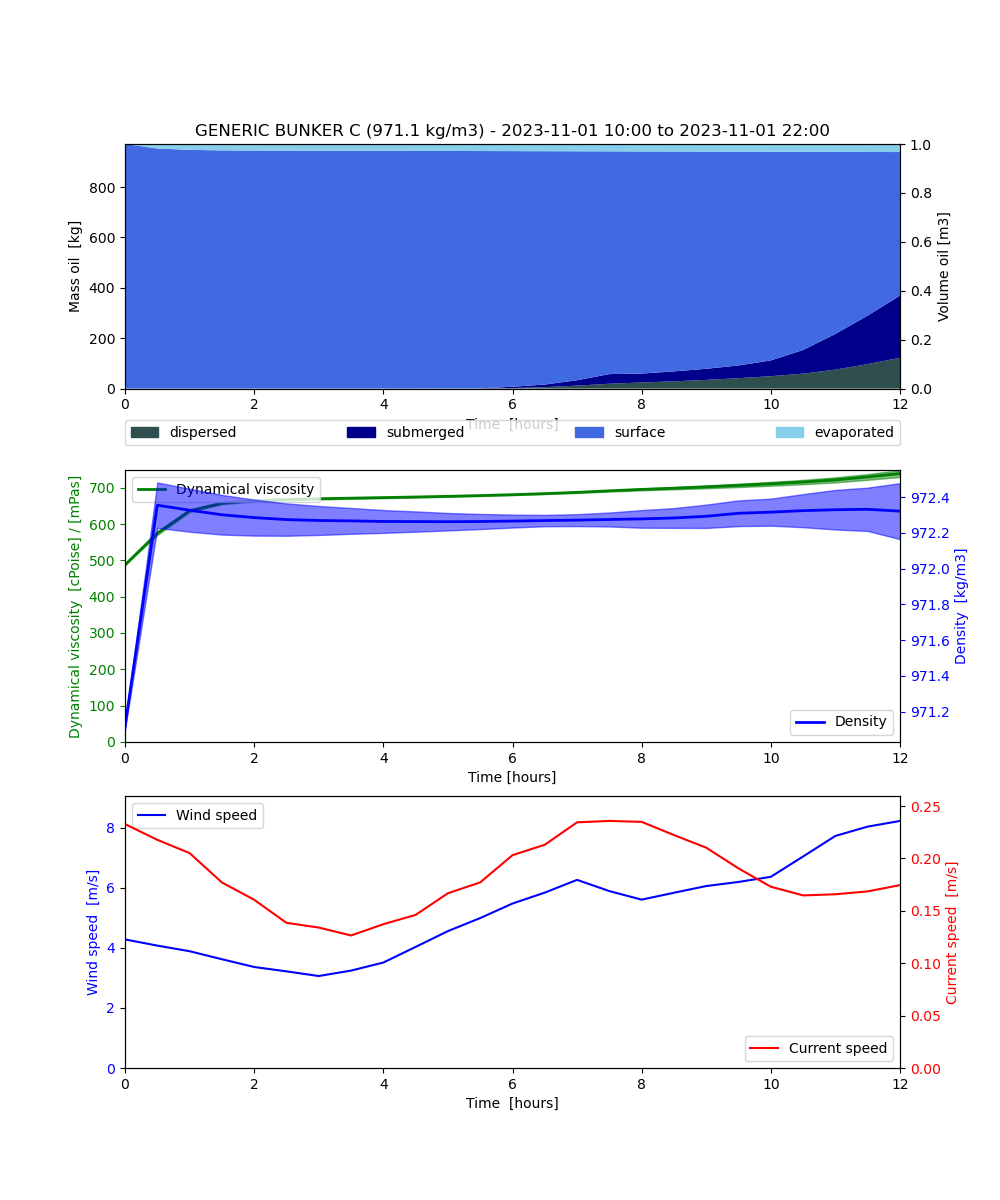 GENERIC BUNKER C (971.1 kg/m3) - 2023-11-01 10:00 to 2023-11-01 22:00
Mass oil [kg]
800
600
400
200
0
1.0
0.8
0.6
0.4
0.2
0.0
Volume oil [m3]
0 2 4 6 8 10 12
Time [hours]
dispersed submerged surface evaporated
Dynamical viscosity [cPoise] / [mPas]
700
600
500
400
300
200
100
0
Dynamical viscosity
972.4
972.2
972.0
971.8
971.6
971.4
971.2
Density [kg/m3]
Density
0 2 4 6 8 10 12
Time [hours]
Wind speed [m/s]
8
6
4
2
0
Wind speed
0.25
0.20
0.15
0.10
0.05
0.00
Current speed [m/s]
Current speed
0 2 4 6 8 10 12
Time [hours]